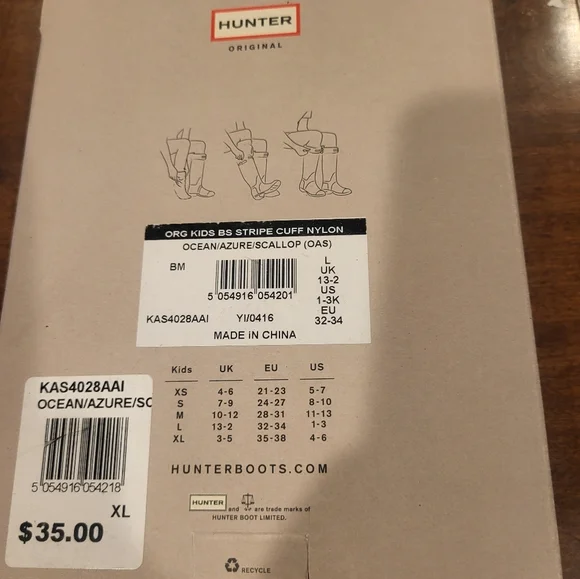 HUNTER
ORIGINAL
ORG KIDS BS STRIPE CUFF NYLON
OCEAN/AZURE/SCALLOP (OAS)
BM
5 054916 054201
L
UK
13-2
US
1-3K
EU
32-34
KAS4028AAI YI/0416
MADE IN CHINA
Kids UK EU US
XS 4-6 21-23 5-7
S 7-9 24-27 8-10
M 10-12 28-31 11-13
L 13-2 32-34 1-3
XL 3-5 35-38 4-6
HUNTERBOOTS.COM
HUNTER and are trade marks of
HUNTER BOOT LIMITED.
RECYCLE
KAS4028AAI
OCEAN/AZURE/SC
5 054916 054218
XL
$35.00